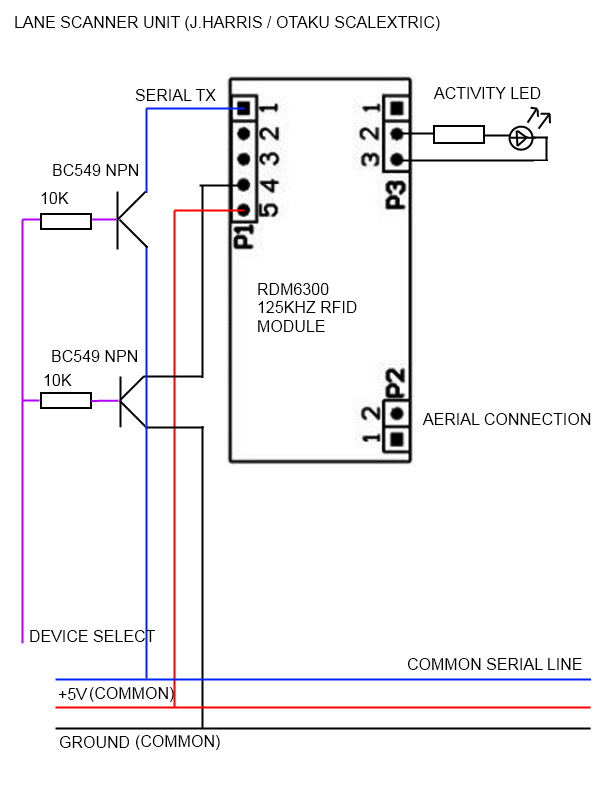 LANE SCANNER UNIT (J.HARRIS / OTAKU SCALEXTRIC)
SERIAL TX
ACTIVITY LED
1
2
3
4
5
P1
1
2
3
P3
BC549 NPN
10K
RDM6300
125KHZ RFID
MODULE
BC549 NPN
10K
P2
2
1
AERIAL CONNECTION
DEVICE SELECT
COMMON SERIAL LINE
+5V (COMMON)
GROUND (COMMON)